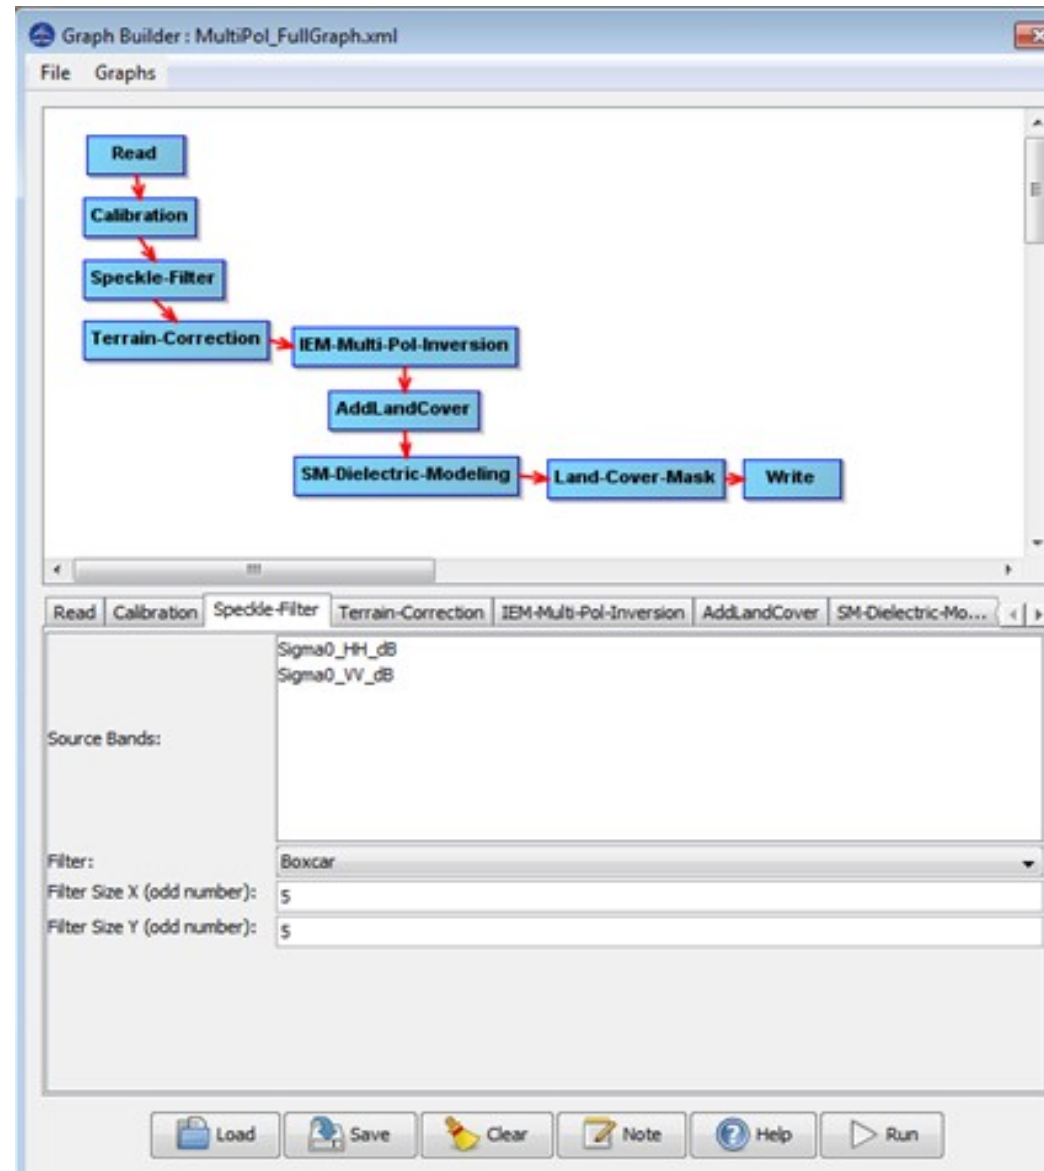 Graph Builder : MultiPol_FullGraph.xml
File Graphs
Read
Calibration
Speckle-Filter
Terrain-Correction
IEM-Multi-Pol-Inversion
AddLandCover
SM-Dielectric-Modeling
Land-Cover-Mask
Write
Read Calibration Speckle-Filter Terrain-Correction IEM-Multi-Pol-Inversion AddLandCover SM-Dielectric-Mo...
Sigma0_HH_dB
Sigma0_VV_dB
Source Bands:
Filter: Boxcar
Filter Size X (odd number): 5
Filter Size Y (odd number): 5
Load Save Clear Note Help Run